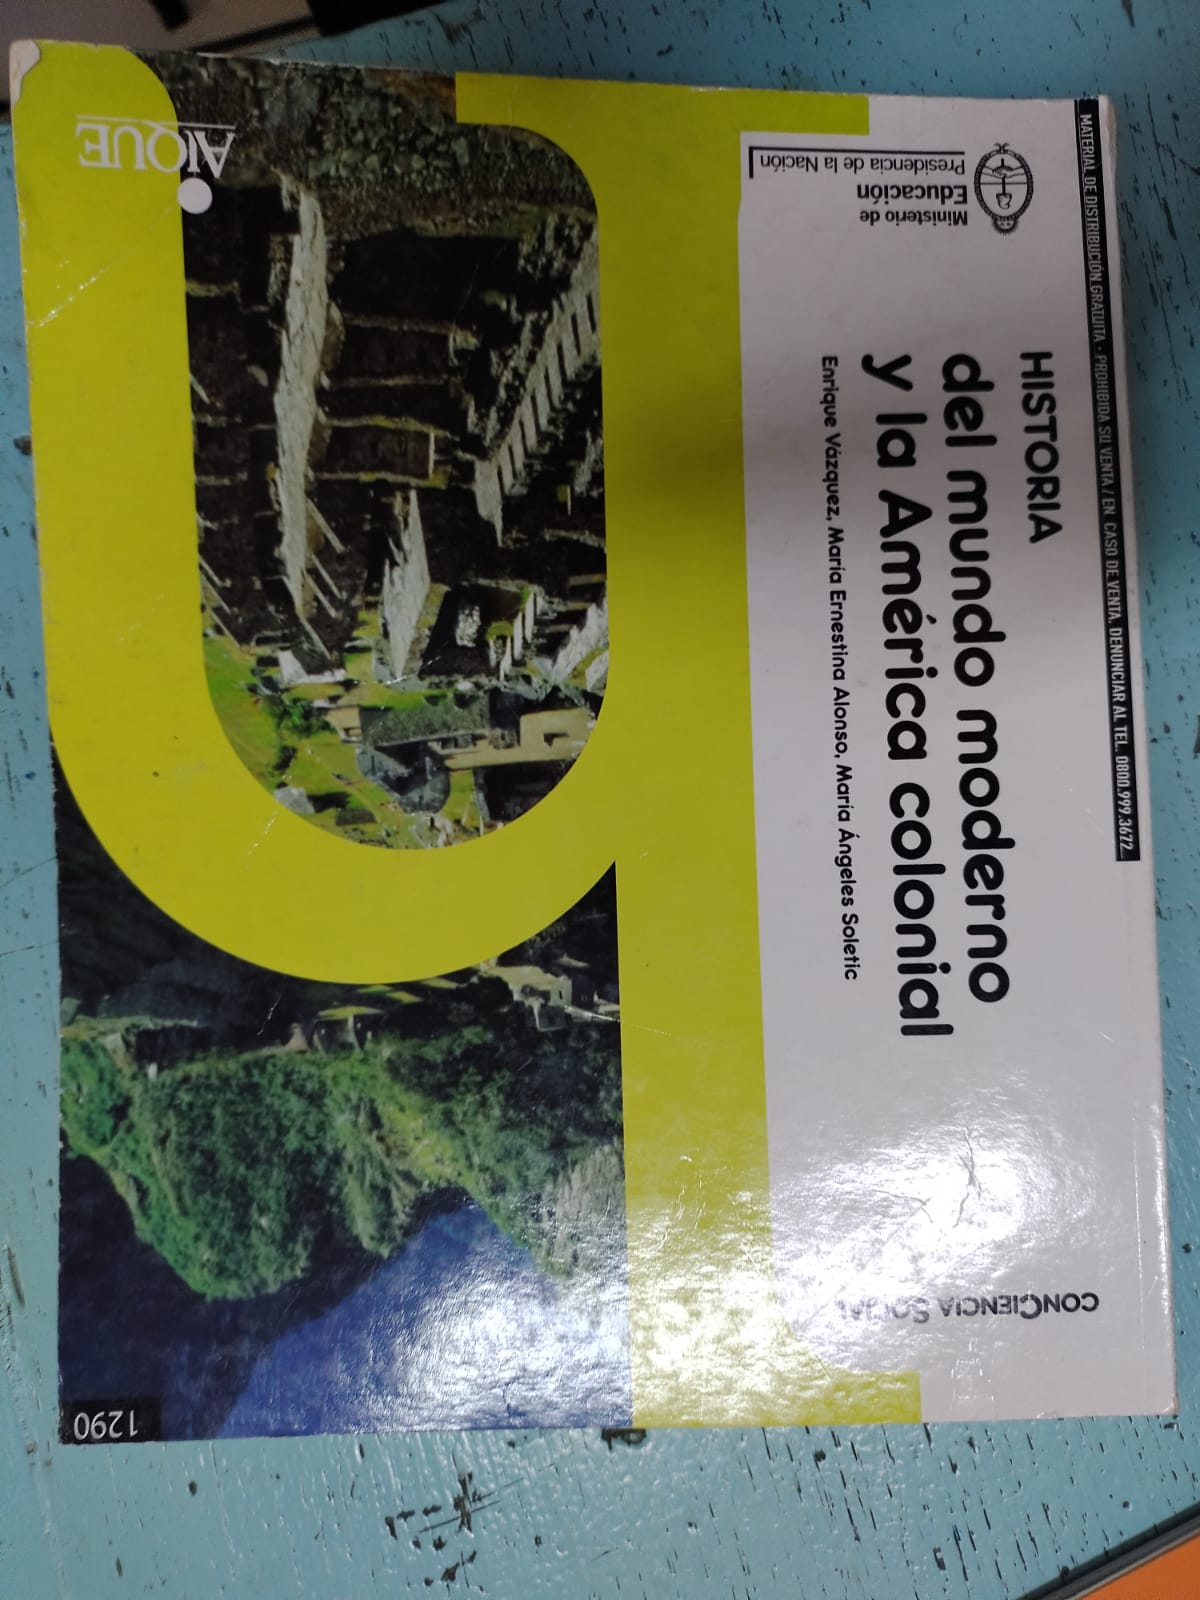 MATERIAL DE DISTRIBUCIÓN GRATUITA · PROHIBIDA SU VENTA / EN CASO DE VENTA, DENUNCIAR AL TEL. 0800.999.3672
Ministerio de
Educación
Presidencia de la Nación
HISTORIA
del mundo moderno
y la América colonial
Enrique Vázquez, María Ernestina Alonso, María Ángeles Soletic
CONCIENCIA SOCIAL
AIQUE
1290